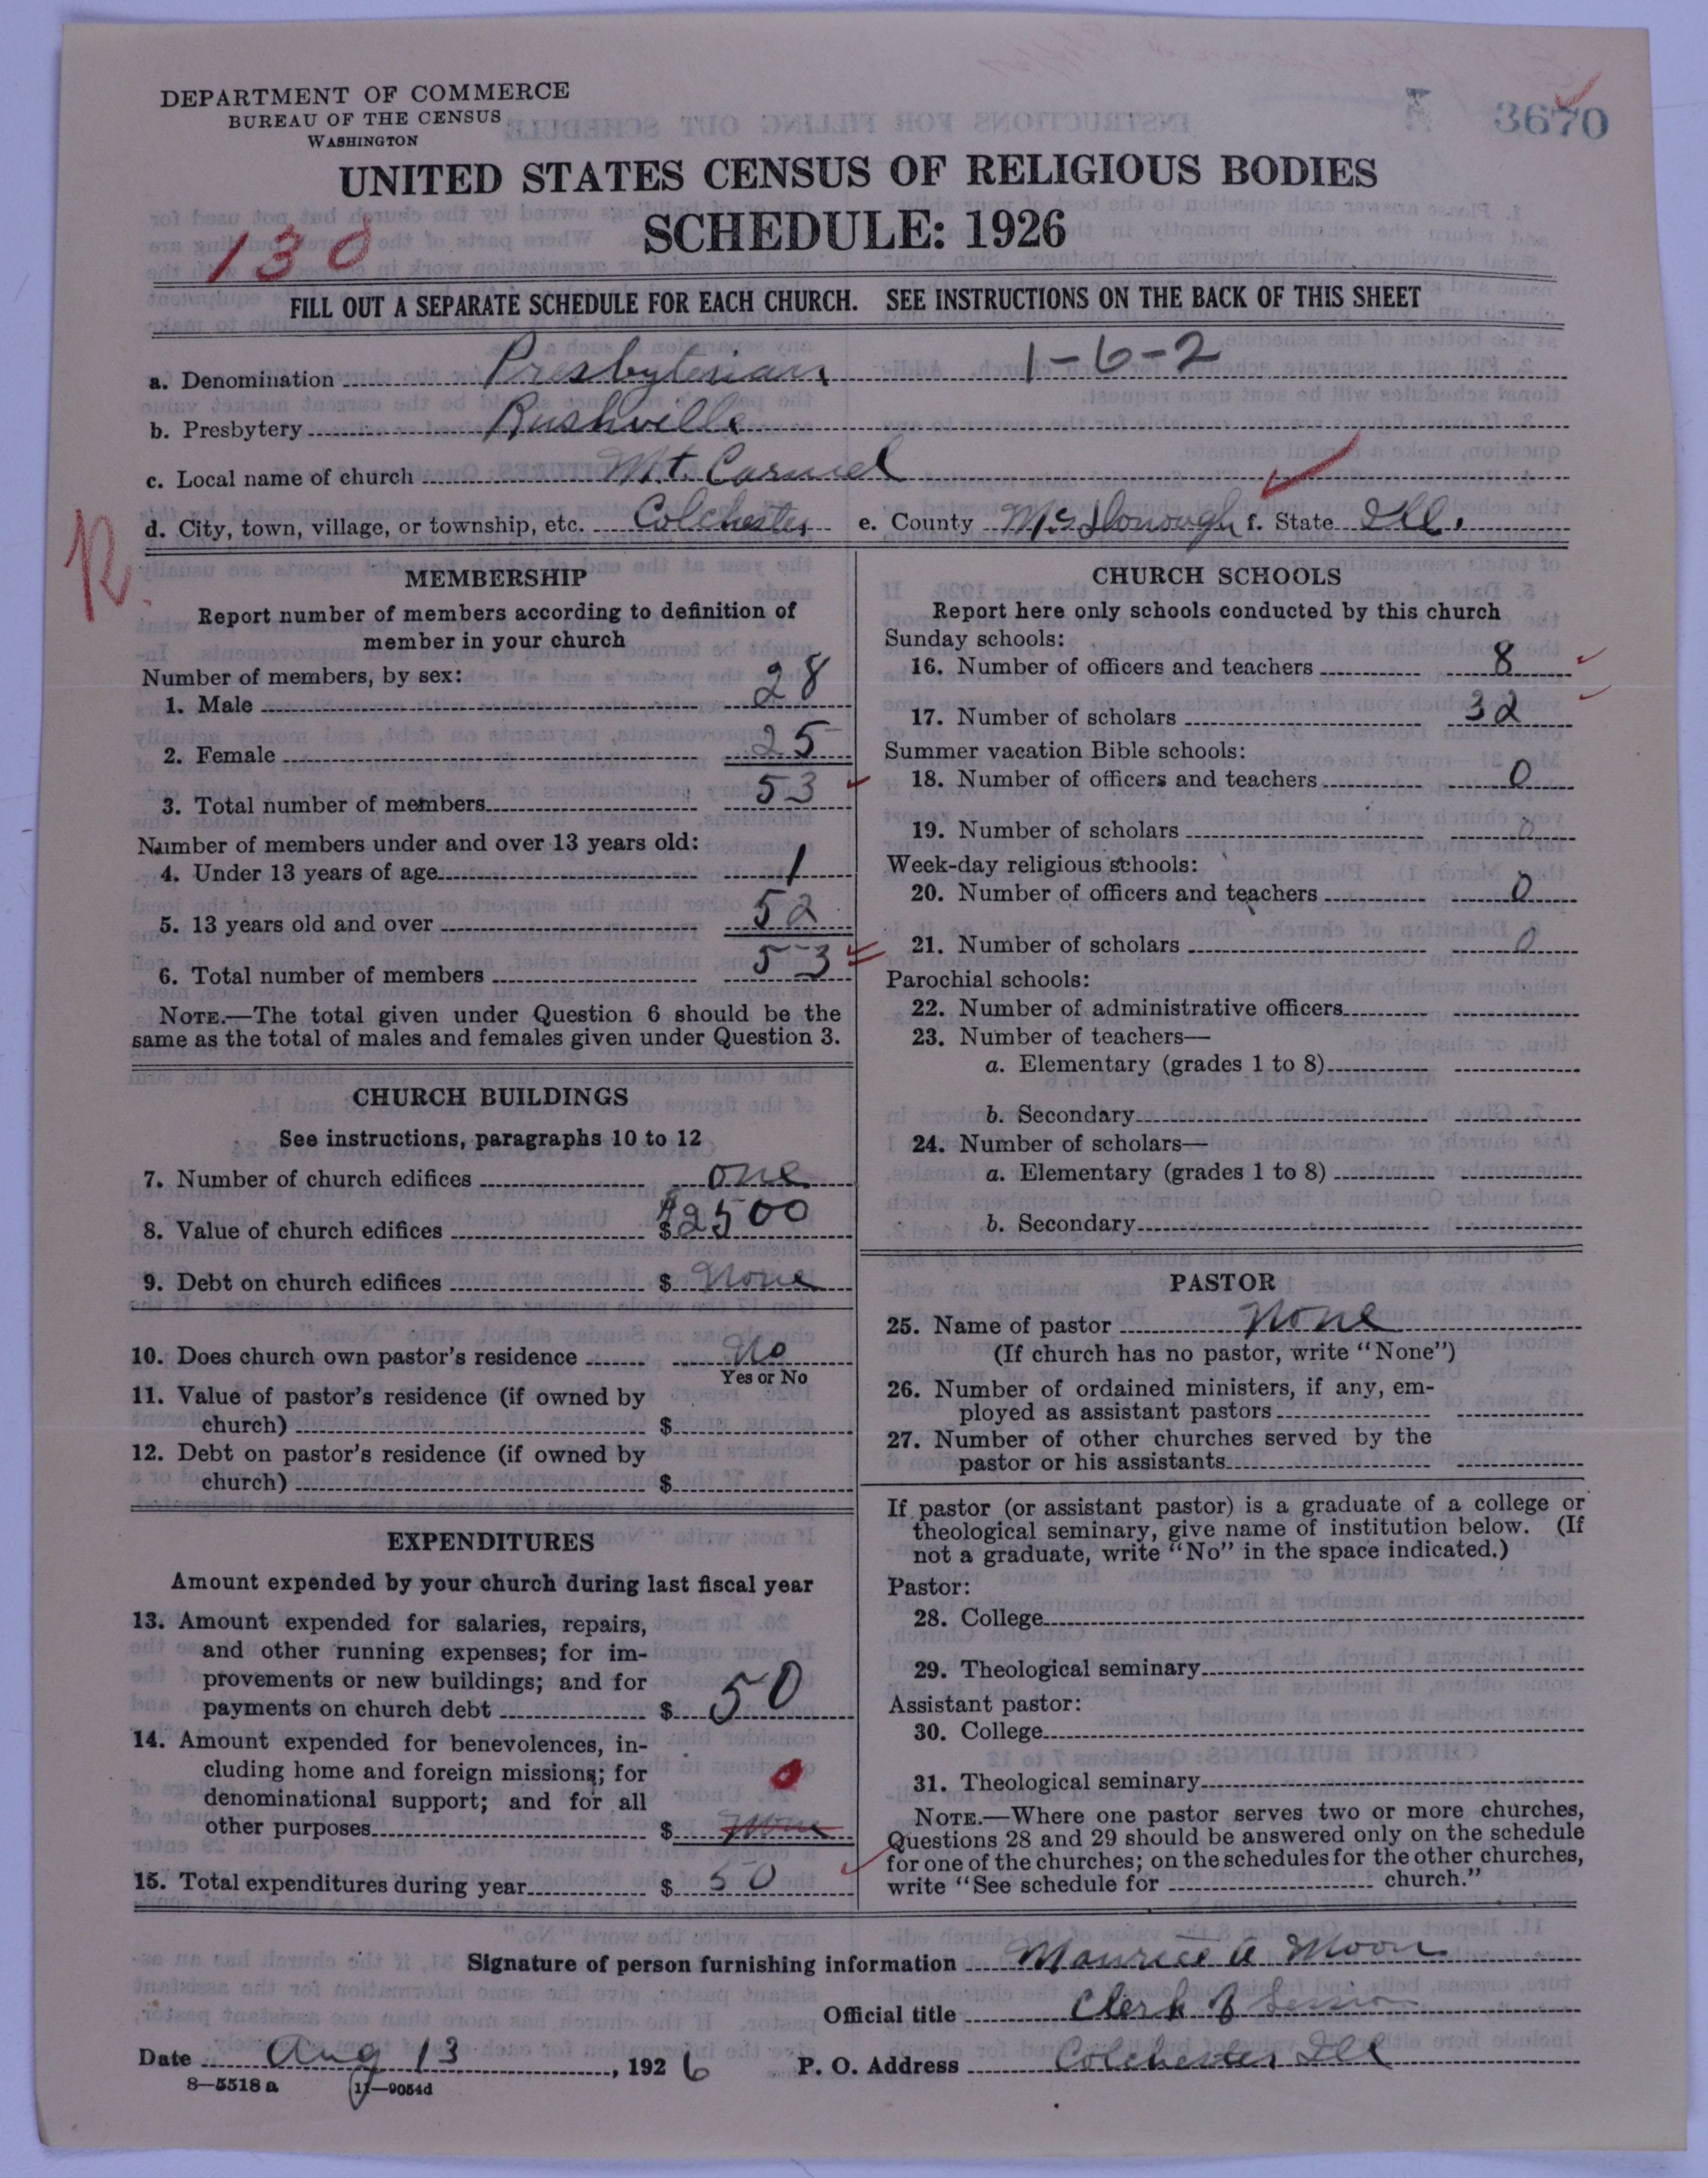 DEPARTMENT OF COMMERCE
BUREAU OF THE CENSUS
WASHINGTON
3670
UNITED STATES CENSUS OF RELIGIOUS BODIES
SCHEDULE: 1926
130
FILL OUT A SEPARATE SCHEDULE FOR EACH CHURCH. SEE INSTRUCTIONS ON THE BACK OF THIS SHEET
a. Denomination Presbyterian 1-6-2
b. Presbytery Rushville
c. Local name of church Mt. Carmel
d. City, town, village, or township, etc. Colchester e. County McDonough f. State Ill.
R
MEMBERSHIP
Report number of members according to definition of
member in your church
Number of members, by sex:
1. Male 28
2. Female 25
3. Total number of members 53
Number of members under and over 13 years old:
4. Under 13 years of age 1
5. 13 years old and over 52
6. Total number of members 53
NOTE.—The total given under Question 6 should be the
same as the total of males and females given under Question 3.
CHURCH BUILDINGS
See instructions, paragraphs 10 to 12
7. Number of church edifices one
8. Value of church edifices $ $2500
9. Debt on church edifices $ None
10. Does church own pastor's residence No
Yes or No
11. Value of pastor's residence (if owned by
church) $
12. Debt on pastor's residence (if owned by
church) $
EXPENDITURES
Amount expended by your church during last fiscal year
13. Amount expended for salaries, repairs,
and other running expenses; for im-
provements or new buildings; and for
payments on church debt $ 50
14. Amount expended for benevolences, in-
cluding home and foreign missions; for
denominational support; and for all 0
other purposes $ None
15. Total expenditures during year $ 50
CHURCH SCHOOLS
Report here only schools conducted by this church
Sunday schools:
16. Number of officers and teachers 8
17. Number of scholars 32
Summer vacation Bible schools:
18. Number of officers and teachers 0
19. Number of scholars 0
Week-day religious schools:
20. Number of officers and teachers 0
21. Number of scholars 0
Parochial schools:
22. Number of administrative officers
23. Number of teachers—
a. Elementary (grades 1 to 8)
b. Secondary
24. Number of scholars—
a. Elementary (grades 1 to 8)
b. Secondary
PASTOR
25. Name of pastor None
(If church has no pastor, write "None")
26. Number of ordained ministers, if any, em-
ployed as assistant pastors
27. Number of other churches served by the
pastor or his assistants
If pastor (or assistant pastor) is a graduate of a college or
theological seminary, give name of institution below. (If
not a graduate, write "No" in the space indicated.)
Pastor:
28. College
29. Theological seminary
Assistant pastor:
30. College
31. Theological seminary
NOTE.—Where one pastor serves two or more churches,
Questions 28 and 29 should be answered only on the schedule
for one of the churches; on the schedules for the other churches,
write "See schedule for church."
Signature of person furnishing information Maurice A Moon
Official title Clerk of Session
Date Aug 13, 1926 P. O. Address Colchester Ill
8—5518 a 11—9054d